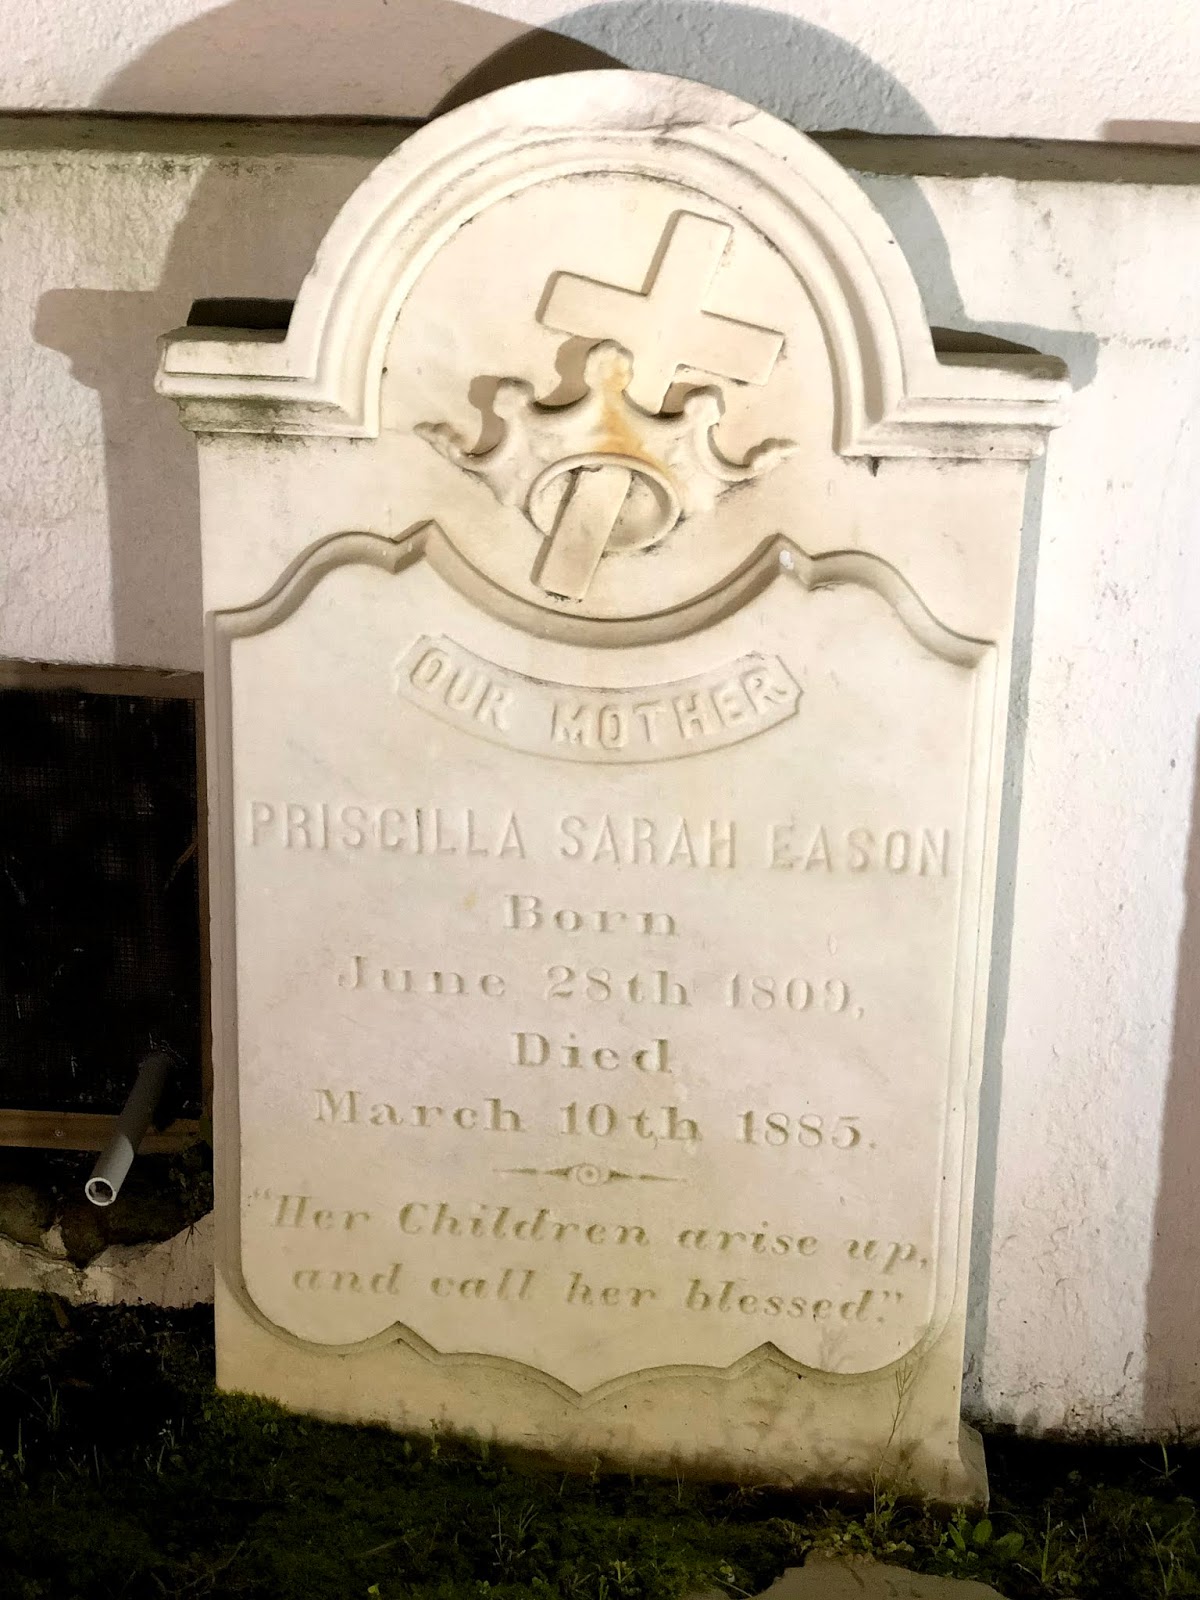 OUR MOTHER
PRISCILLA SARAH EASON
Born
June 28th 1809,
Died
March 10th 1885.
"Her Children arise up,
and call her blessed."